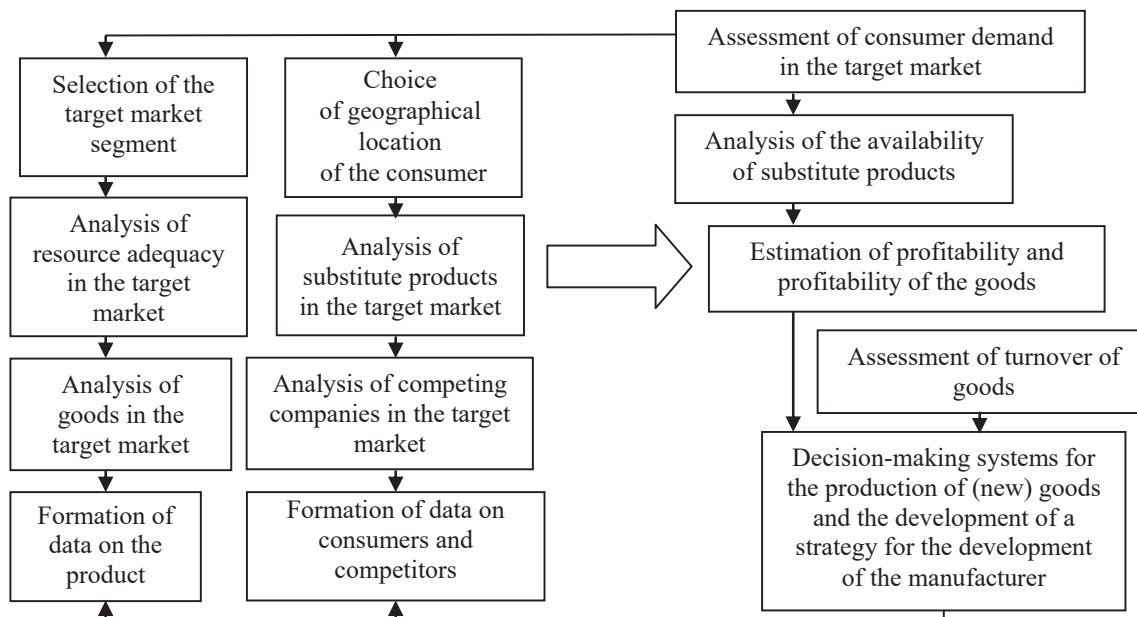 Selection of the
target market
segment
Analysis of
resource adequacy
in the target
market
Analysis of
goods in the
target market
Formation of
data on the
product
Choice
of geographical
location
of the consumer
Analysis of
substitute products
in the target market
Analysis of competing
companies in the target
market
Formation of data on
consumers and
competitors
Assessment of consumer demand
in the target market
Analysis of the availability
of substitute products
Estimation of profitability and
profitability of the goods
Assessment of turnover of
goods
Decision-making systems for
the production of (new) goods
and the development of a
strategy for the development
of the manufacturer